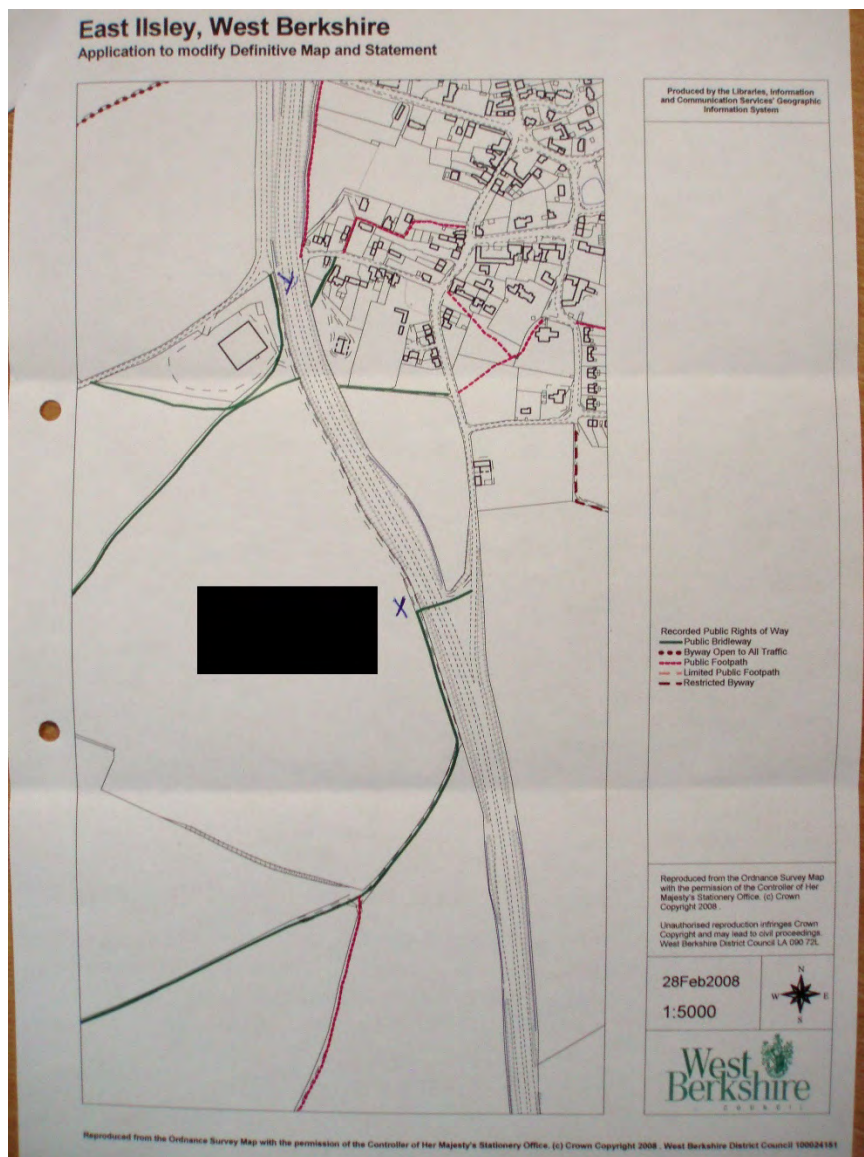 East Ilsley, West Berkshire
Application to modify Definitive Map and Statement
Produced by the Libraries, Information
and Communication Services' Geographic
Information System
Y
X
Recorded Public Rights of Way
Public Bridleway
Byway Open to All Traffic
Public Footpath
Limited Public Footpath
Restricted Byway
Reproduced from the Ordnance Survey Map
with the permission of the Controller of Her
Majesty's Stationery Office. (c) Crown
Copyright 2008 .
Unauthorised reproduction infringes Crown
Copyright and may lead to civil proceedings.
West Berkshire District Council LA 090 72L
28Feb2008
1:5000
N
W E
S
West
Berkshire
COUNCIL
Reproduced from the Ordnance Survey Map with the permission of the Controller of Her Majesty's Stationery Office. (c) Crown Copyright 2008 . West Berkshire District Council 100024161